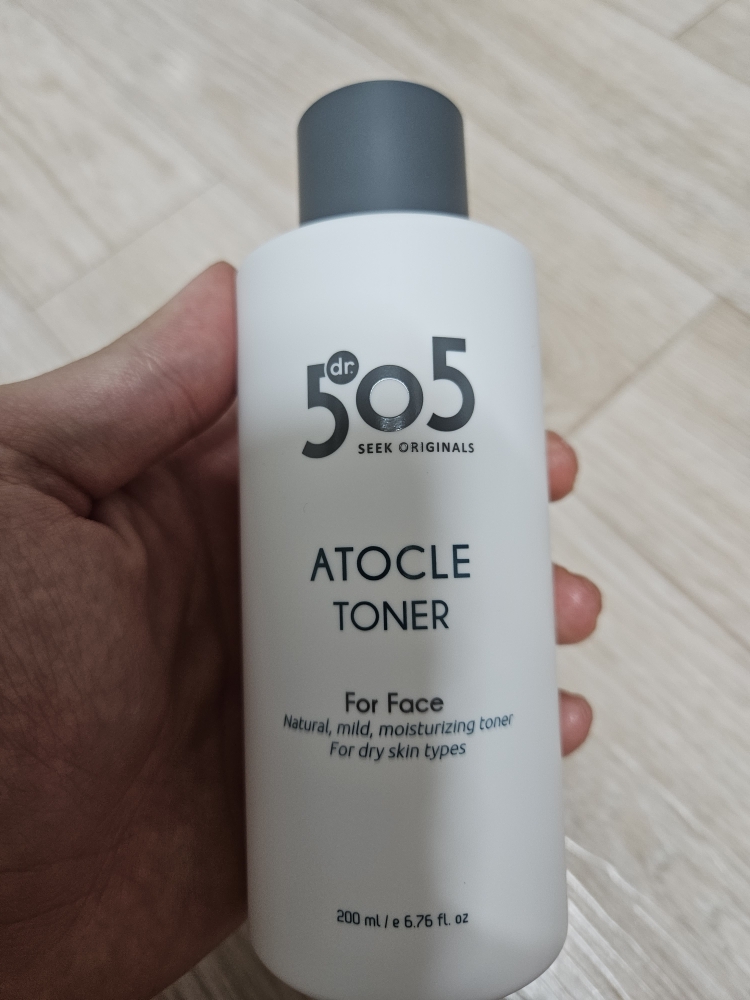 dr.
505
SEEK ORIGINALS
ATOCLE
TONER
For Face
Natural, mild, moisturizing toner
For dry skin types
200 ml / e 6.76 fl. oz